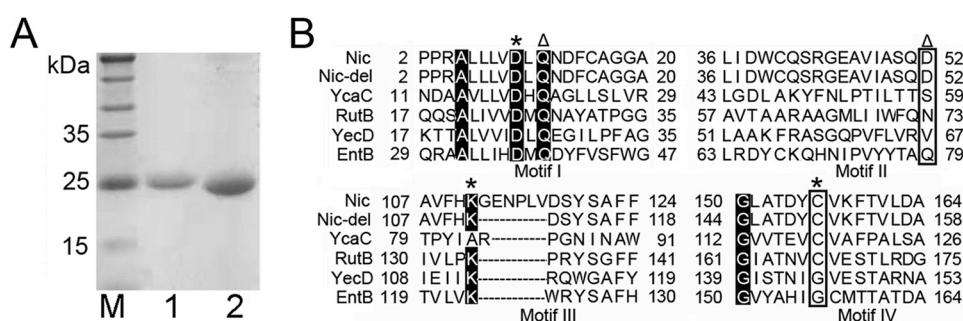 A
kDa
35
25
15
M 1 2
B
* Δ Δ
Nic 2 PPRALLLVDLQNDFCAGGA 20 36 LIDWCQSRGEAVIASQD 52
Nic-del 2 PPRALLLVDLQNDFCAGGA 20 36 LIDWCQSRGEAVIASQD 52
YcaC 11 NDAAVLLVDHQAGLLSLVR 29 43 LGDLAKYFNLPTILTTS 59
RutB 17 QQSALIVVDMQNAYATPGG 35 57 AVTAARAAGMLIIWFQN 73
YecD 17 KTTALVVIDLQEGILPFAG 35 51 LAAKFRASGQPVFLVRV 67
EntB 29 QRAALLIHDMQDYFVSFWG 47 63 LRDYCKQHNIPVYYTAQ 79
Motif I Motif II
* *
Nic 107 AVFHKGENPLVDSYSAFF 124 150 GLATDYCVKFTVLDA 164
Nic-del 107 AVFHK------------DSYSAFF 118 144 GLATDYCVKFTVLDA 158
YcaC 79 TPYIAR-----------PGNINAW 91 112 GVVTEVCVAFPALSA 126
RutB 130 IVLPK------------PRYSGFF 141 161 GIATNVCVESTLRDG 175
YecD 108 IEIIK------------RQWGAFY 119 139 GISTNIGVESTARNA 153
EntB 119 TVLVK------------WRYSAFH 130 150 GVYAHIGCMTTATDA 164
Motif III Motif IV